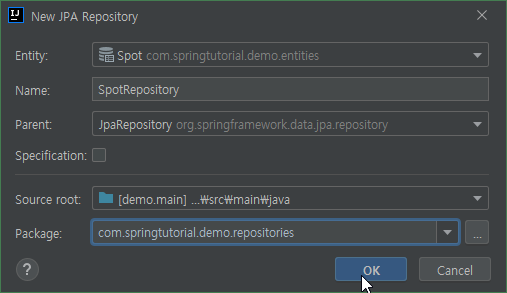 IJ New JPA Repository
Entity: Spot com.springtutorial.demo.entities
Name: SpotRepository
Parent: JpaRepository org.springframework.data.jpa.repository
Specification:
Source root: [demo.main] ...₩src₩main₩java
Package: com.springtutorial.demo.repositories ...
? OK Cancel